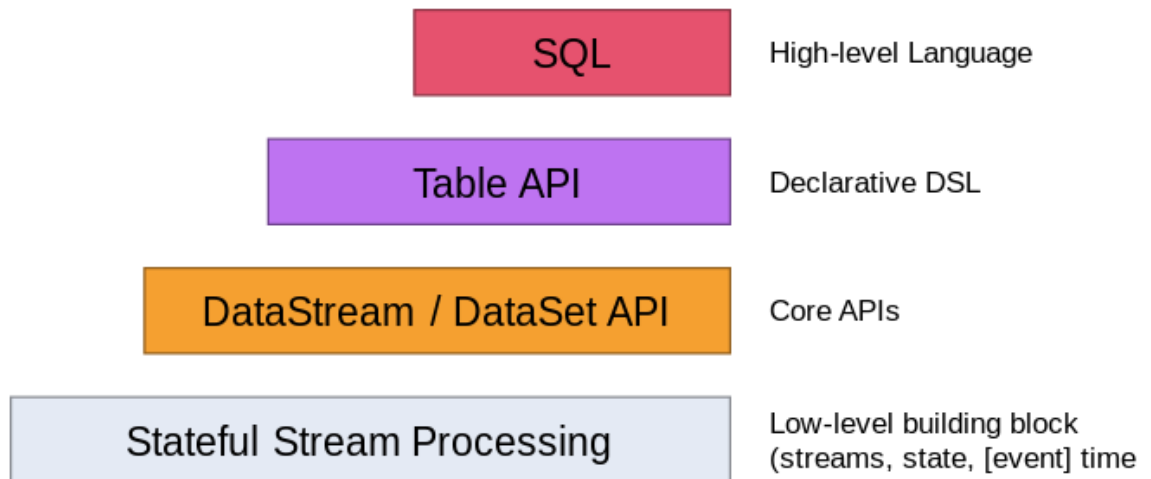 SQL
High-level Language
Table API
Declarative DSL
DataStream / DataSet API
Core APIs
Stateful Stream Processing
Low-level building block
(streams, state, [event] time